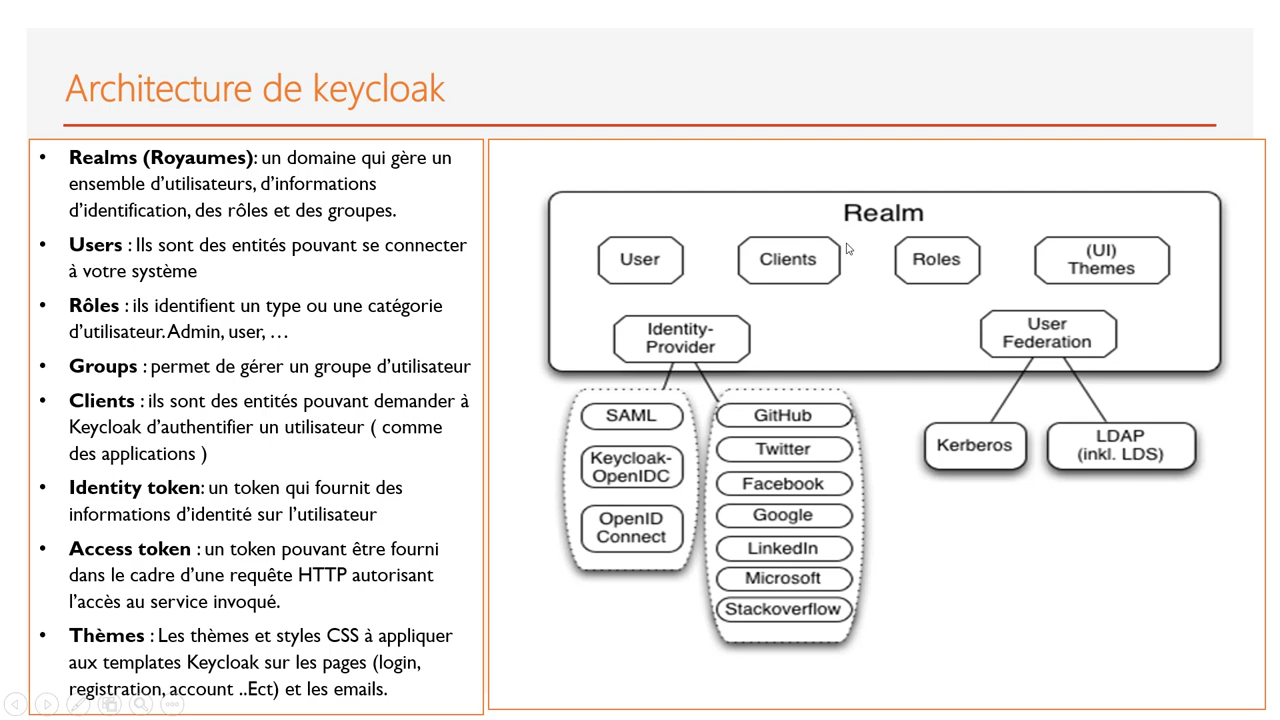 Architecture de keycloak
• Realms (Royaumes): un domaine qui gère un
ensemble d’utilisateurs, d’informations
d’identification, des rôles et des groupes.
• Users : Ils sont des entités pouvant se connecter
à votre système
• Rôles : ils identifient un type ou une catégorie
d’utilisateur. Admin, user, …
• Groups : permet de gérer un groupe d’utilisateur
• Clients : ils sont des entités pouvant demander à
Keycloak d’authentifier un utilisateur ( comme
des applications )
• Identity token: un token qui fournit des
informations d’identité sur l’utilisateur
• Access token : un token pouvant être fourni
dans le cadre d’une requête HTTP autorisant
l’accès au service invoqué.
• Thèmes : Les thèmes et styles CSS à appliquer
aux templates Keycloak sur les pages (login,
registration, account ..Ect) et les emails.
Realm
User
Clients
Roles
(UI)
Themes
Identity-
Provider
User
Federation
SAML
Keycloak-
OpenIDC
OpenID
Connect
GitHub
Twitter
Facebook
Google
LinkedIn
Microsoft
Stackoverflow
Kerberos
LDAP
(inkl. LDS)